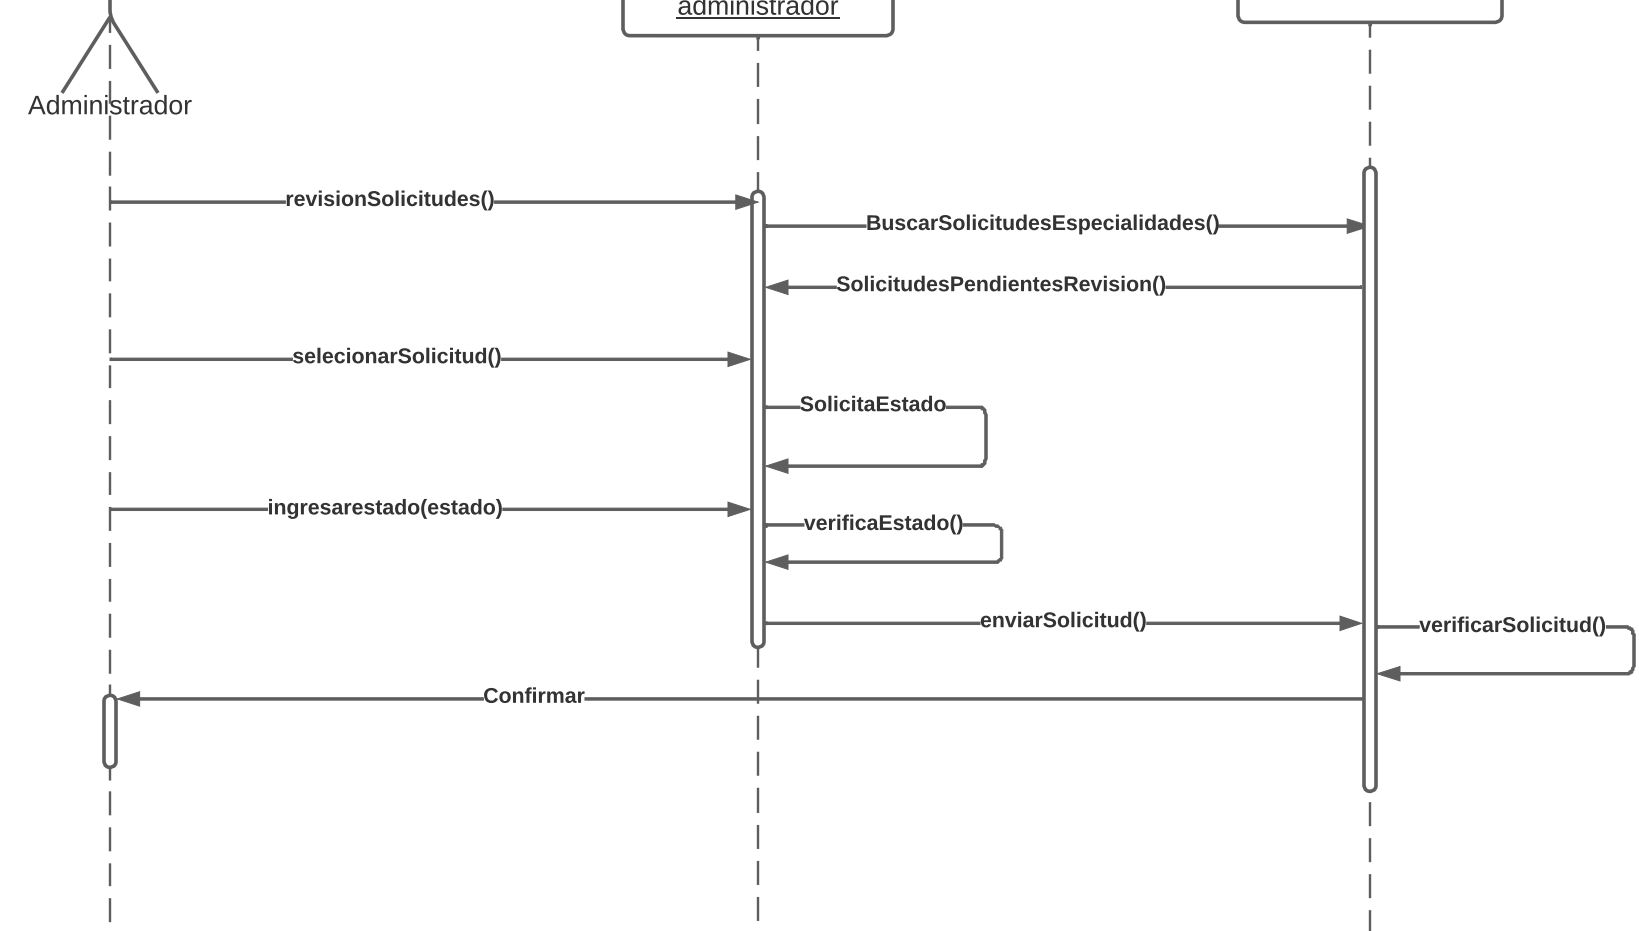 administrador
Administrador
revisionSolicitudes()
BuscarSolicitudesEspecialidades()
SolicitudesPendientesRevision()
selecionarSolicitud()
SolicitaEstado
ingresarestado(estado)
verificaEstado()
enviarSolicitud()
verificarSolicitud()
Confirmar